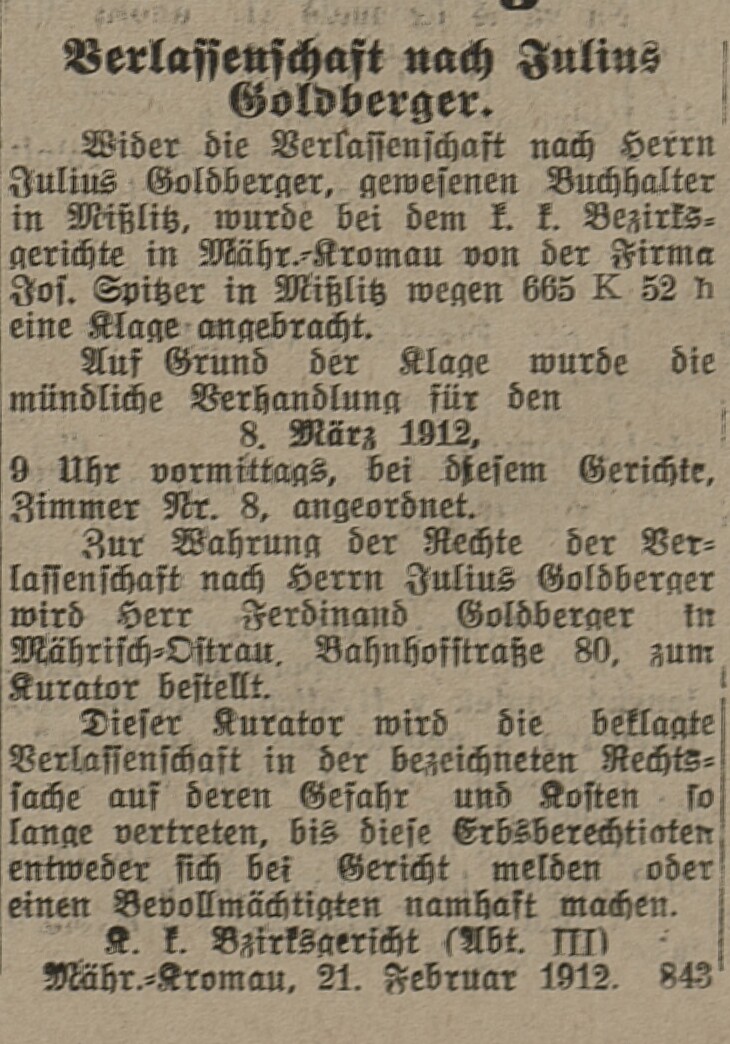 Verlassenschaft nach Julius
Goldberger.
Wider die Verlassenschaft nach Herrn
Julius Goldberger, gewesenen Buchhalter
in Mißlitz, wurde bei dem k. k. Bezirks-
gerichte in Mähr.-Kromau von der Firma
Jos. Spitzer in Mißlitz wegen 665 K 52 h
eine Klage angebracht.
Auf Grund der Klage wurde die
mündliche Verhandlung für den
8. März 1912,
9 Uhr vormittags, bei diesem Gerichte,
Zimmer Nr. 8, angeordnet.
Zur Wahrung der Rechte der Ver-
lassenschaft nach Herrn Julius Goldberger
wird Herr Ferdinand Goldberger in
Mährisch-Ostrau, Bahnhofstraße 80, zum
Kurator bestellt.
Dieser Kurator wird die beklagte
Verlassenschaft in der bezeichneten Rechts-
sache auf deren Gefahr und Kosten so
lange vertreten, bis diese Erbsberechtigten
entweder sich bei Gericht melden oder
einen Bevollmächtigten namhaft machen.
K. k. Bzirksgericht (Abt. III)
Mähr.-Kromau, 21. Februar 1912. 843